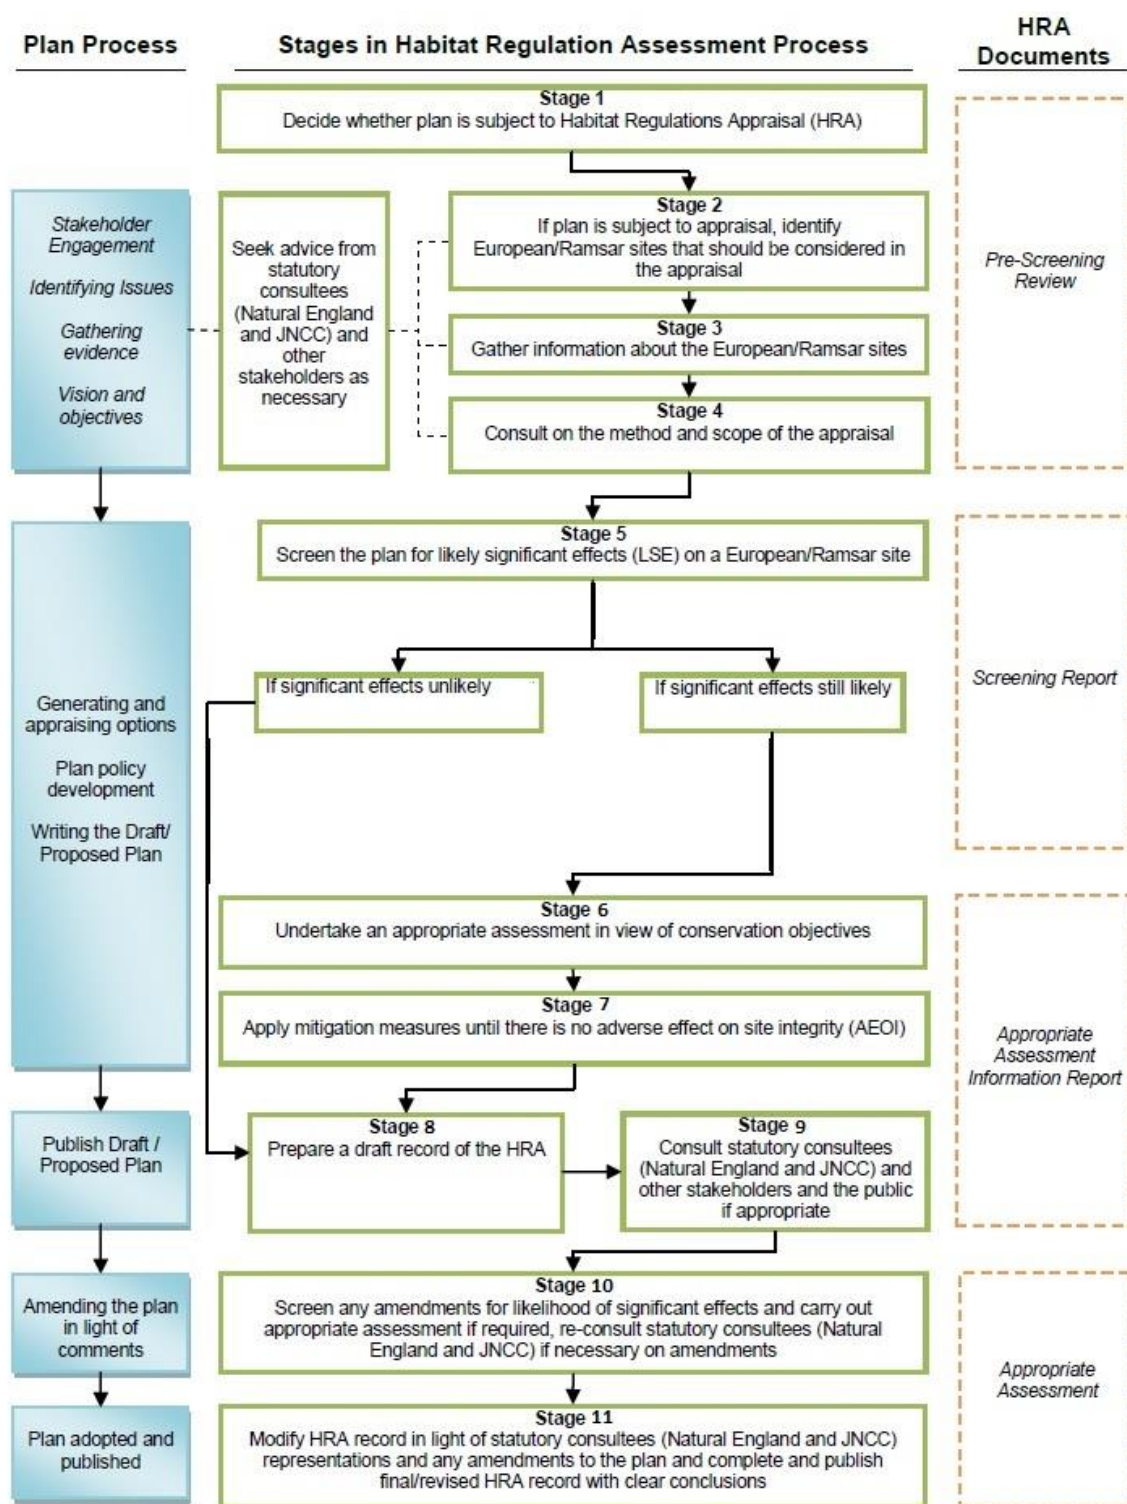 Plan Process
Stages in Habitat Regulation Assessment Process
HRA
Documents
Stage 1
Decide whether plan is subject to Habitat Regulations Appraisal (HRA)
Stakeholder
Engagement
Identifying Issues
Gathering
evidence
Vision and
objectives
Seek advice from
statutory
consultees
(Natural England
and JNCC) and
other
stakeholders as
necessary
Stage 2
If plan is subject to appraisal, identify
European/Ramsar sites that should be considered in
the appraisal
Stage 3
Gather information about the European/Ramsar sites
Stage 4
Consult on the method and scope of the appraisal
Pre-Screening
Review
Stage 5
Screen the plan for likely significant effects (LSE) on a European/Ramsar site
If significant effects unlikely
If significant effects still likely
Generating and
appraising options
Plan policy
development
Writing the Draft/
Proposed Plan
Screening Report
Stage 6
Undertake an appropriate assessment in view of conservation objectives
Stage 7
Apply mitigation measures until there is no adverse effect on site integrity (AEOI)
Appropriate
Assessment
Information Report
Publish Draft /
Proposed Plan
Stage 8
Prepare a draft record of the HRA
Stage 9
Consult statutory consultees
(Natural England and JNCC) and
other stakeholders and the public
if appropriate
Amending the plan
in light of
comments
Stage 10
Screen any amendments for likelihood of significant effects and carry out
appropriate assessment if required, re-consult statutory consultees (Natural
England and JNCC) if necessary on amendments
Appropriate
Assessment
Plan adopted and
published
Stage 11
Modify HRA record in light of statutory consultees (Natural England and JNCC)
representations and any amendments to the plan and complete and publish
final/revised HRA record with clear conclusions